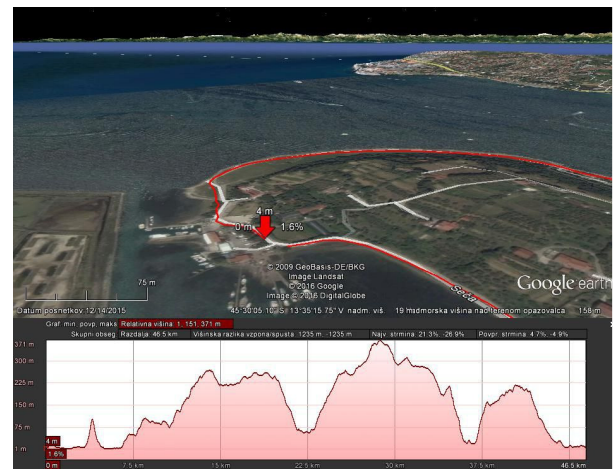 4 m
0 m 1.6%
© 2009 GeoBasis-DE/BKG
Image Landsat
© 2016 Google
Image © 2016 DigitalGlobe
Google earth
75 m
Seča
Datum posnetkov 12/14/2015 45°30'05.10" S 13°35'15.75" V nadm. viš. 19 m nadmorska višina nad terenom opazovalca 158 m
Graf: min. povp. maks. Relativna višina: 1, 151, 371 m
Skupni obseg: Razdalja: 46.5 km Višinska razlika vzpona/spusta: 1235 m, -1235 m Najv. strmina: 21.3%, -26.9% Povpr. strmina: 4.7%, -4.9%
371 m
300 m
225 m
150 m
75 m
1 m
4 m
1.6%
0 m 7.5 km 15 km 22.5 km 30 km 37.5 km 46.5 km